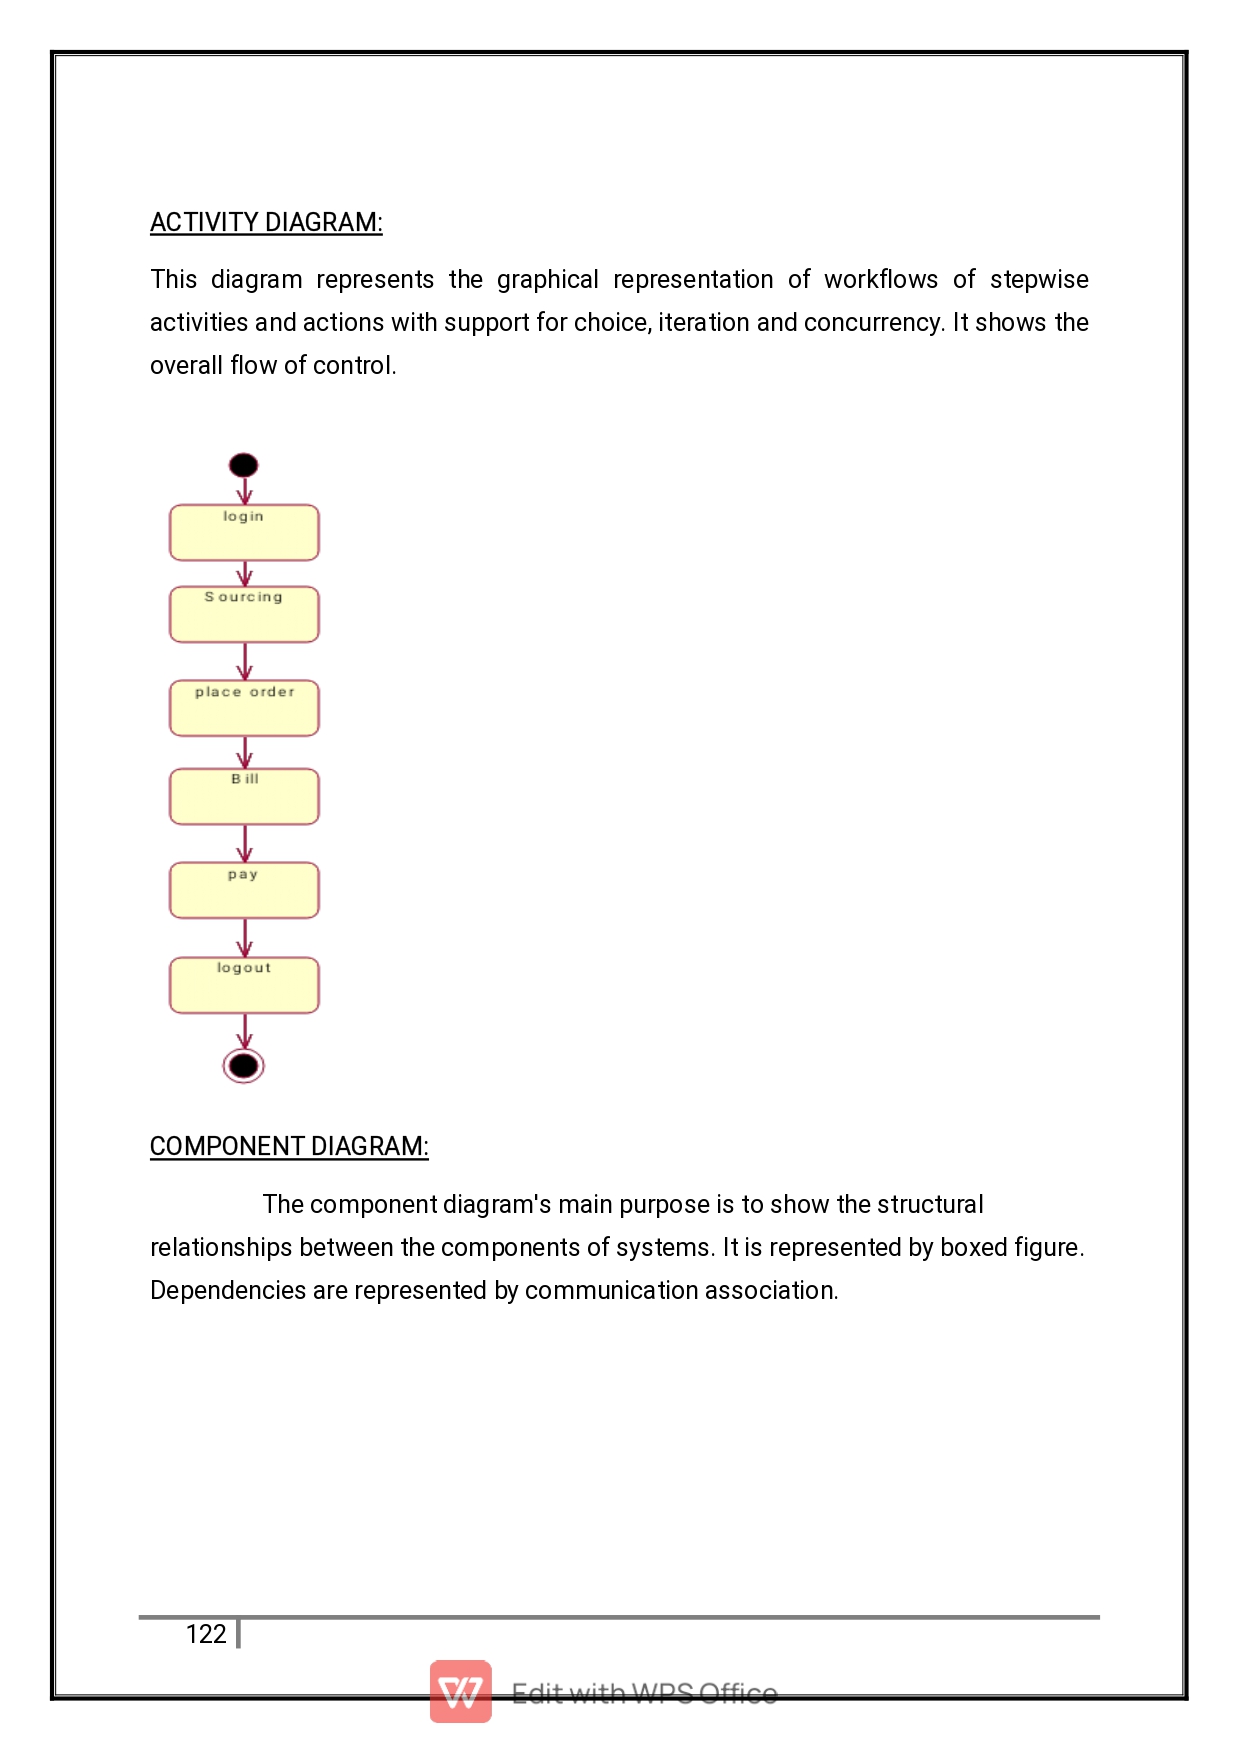 ACTIVITY DIAGRAM:
This diagram represents the graphical representation of workflows of stepwise
activities and actions with support for choice, iteration and concurrency. It shows the
overall flow of control.
login
Sourcing
place order
Bill
pay
logout
COMPONENT DIAGRAM:
The component diagram's main purpose is to show the structural
relationships between the components of systems. It is represented by boxed figure.
Dependencies are represented by communication association.
122
Edit with WPS Office